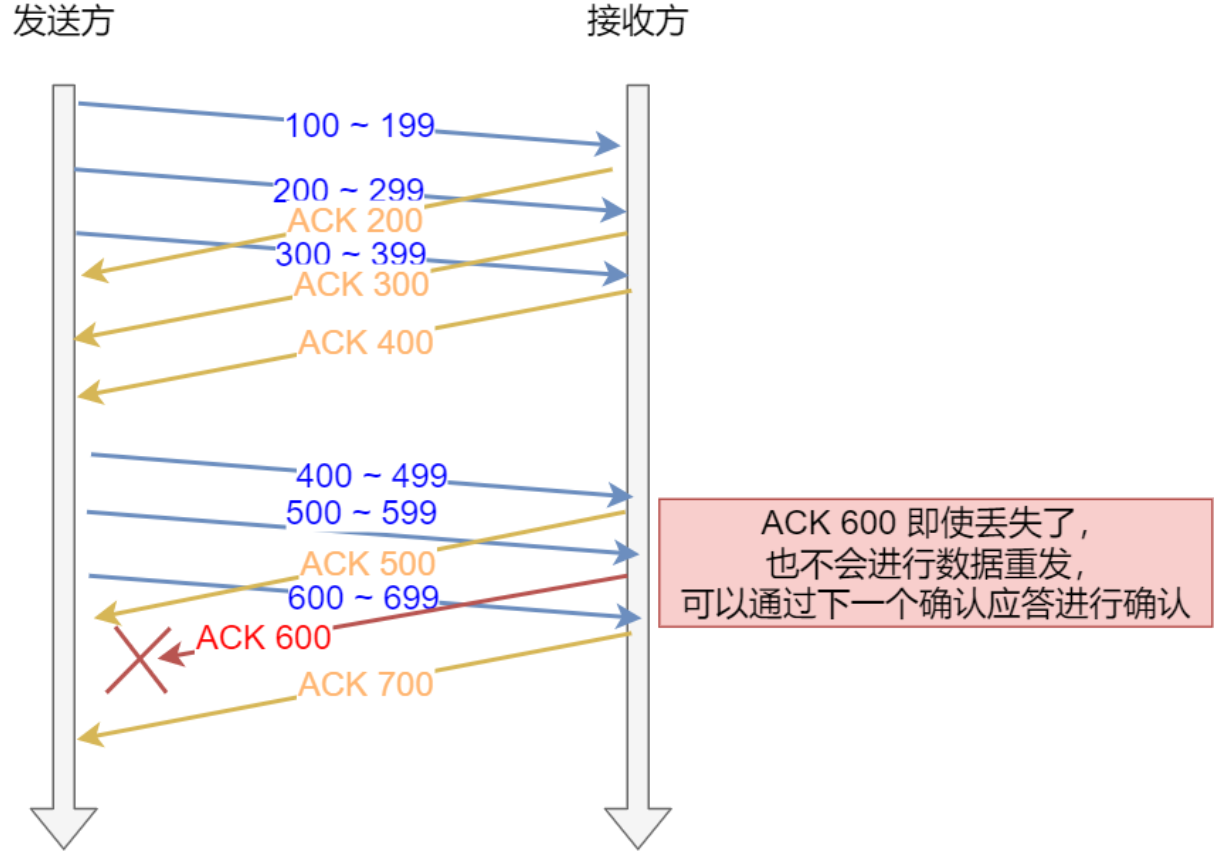 发送方
接收方
100 ~ 199
200 ~ 299
ACK 200
300 ~ 399
ACK 300
ACK 400
400 ~ 499
500 ~ 599
ACK 500
600 ~ 699
ACK 600
ACK 700
ACK 600 即使丢失了，
也不会进行数据重发，
可以通过下一个确认应答进行确认